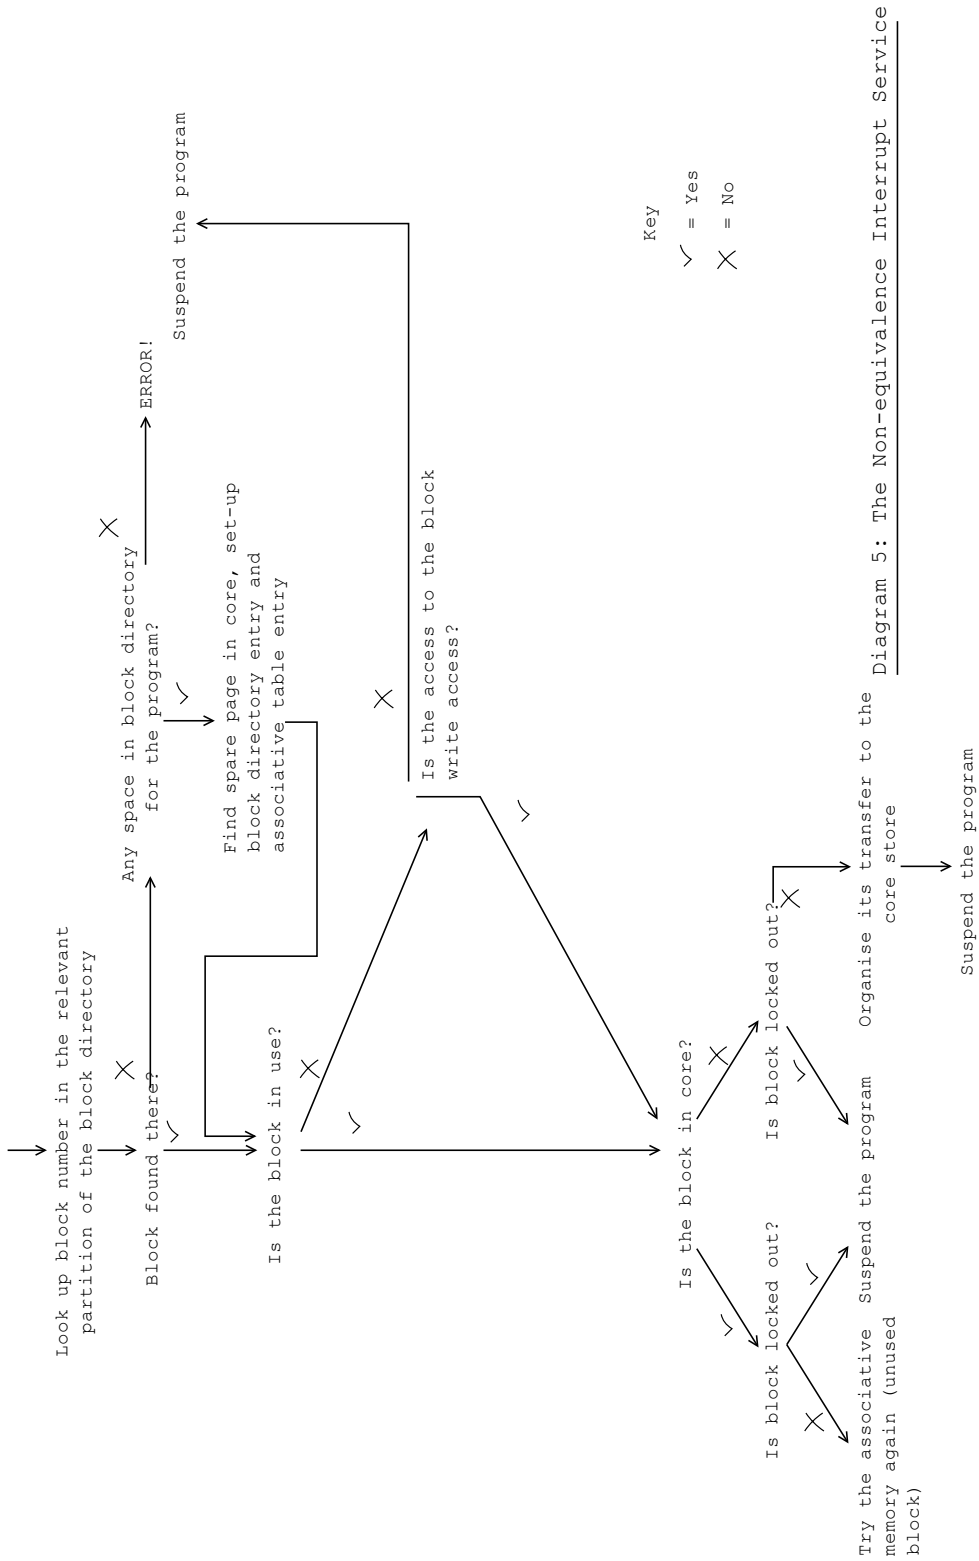 Look up block number in the relevant
partition of the block directory
Block found there?
Any space in block directory
for the program?
ERROR!
Suspend the program
Find spare page in core, set-up
block directory entry and
associative table entry
Is the block in use?
Is the access to the block
write access?
Key
✓ = Yes
✗ = No
Is the block in core?
Is block locked out?
Is block locked out?
Try the associative
memory again (unused
block)
Suspend the program
Organise its transfer to the
core store
Suspend the program
Diagram 5: The Non-equivalence Interrupt Service